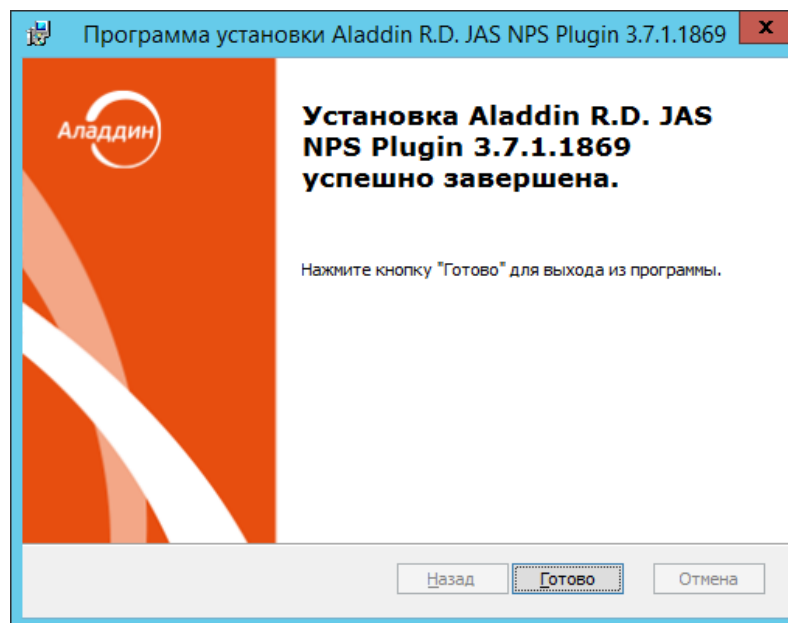 Программа установки Aladdin R.D. JAS NPS Plugin 3.7.1.1869
x
Аладдин
Установка Aladdin R.D. JAS
NPS Plugin 3.7.1.1869
успешно завершена.
Нажмите кнопку "Готово" для выхода из программы.
Назад Готово Отмена